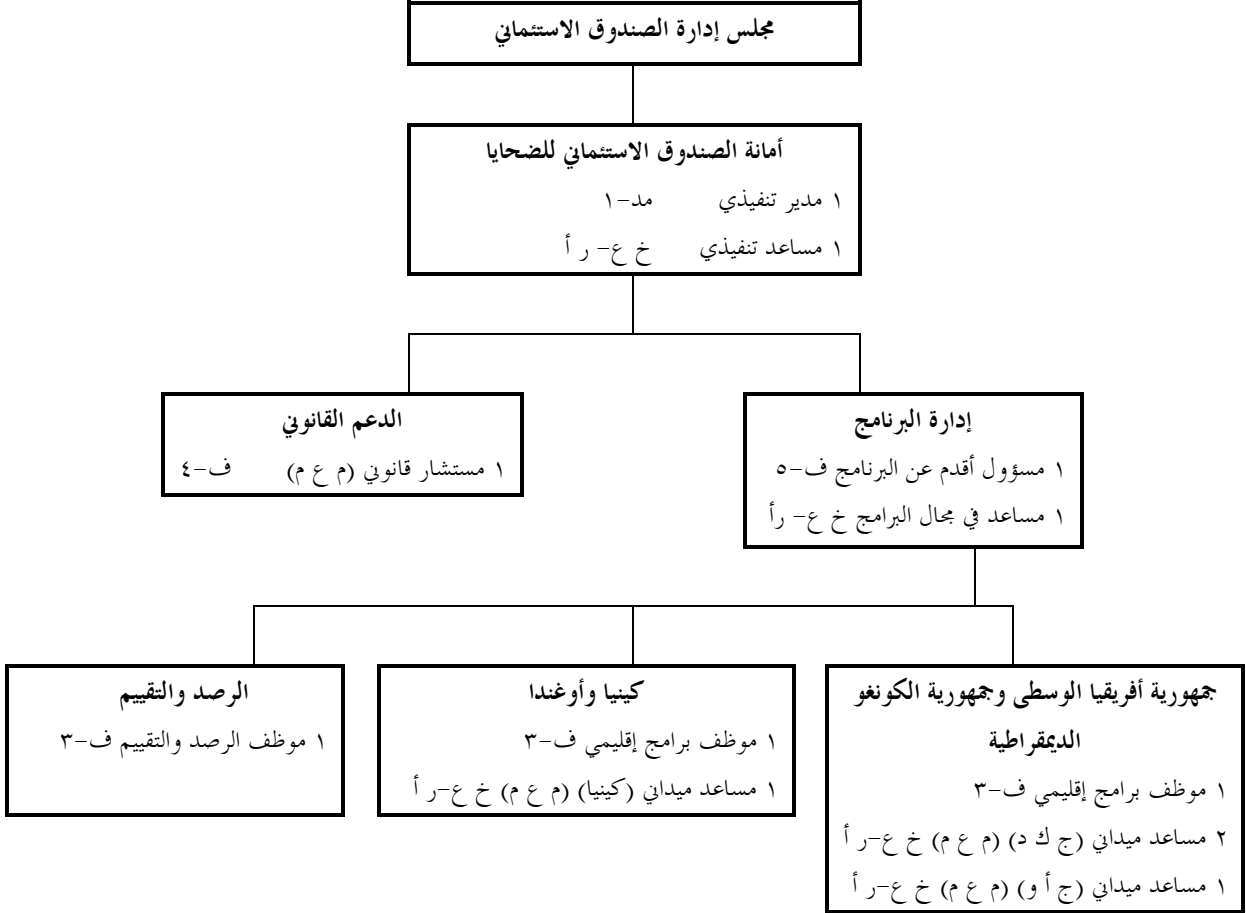 مجلس إدارة الصندوق الاستئماني
أمانة الصندوق الاستئماني للضحايا
١ مدير تنفيذي مد-١
١ مساعد تنفيذي خ ع- ر أ
إدارة البرنامج
١ مسؤول أقدم عن البرنامج ف-٥
١ مساعد في مجال البرامج خ ع- رأ
الدعم القانوني
١ مستشار قانوني (م ع م) ف-٤
جمهورية أفريقيا الوسطى وجمهورية الكونغو
الديمقراطية
١ موظف برامج إقليمي ف-٣
٢ مساعد ميداني (ج ك د) (م ع م) خ ع-ر أ
١ مساعد ميداني (ج أ و) (م ع م) خ ع-ر أ
كينيا وأوغندا
١ موظف برامج إقليمي ف-٣
١ مساعد ميداني (كينيا) (م ع م) خ ع-ر أ
الرصد والتقييم
١ موظف الرصد والتقييم ف-٣